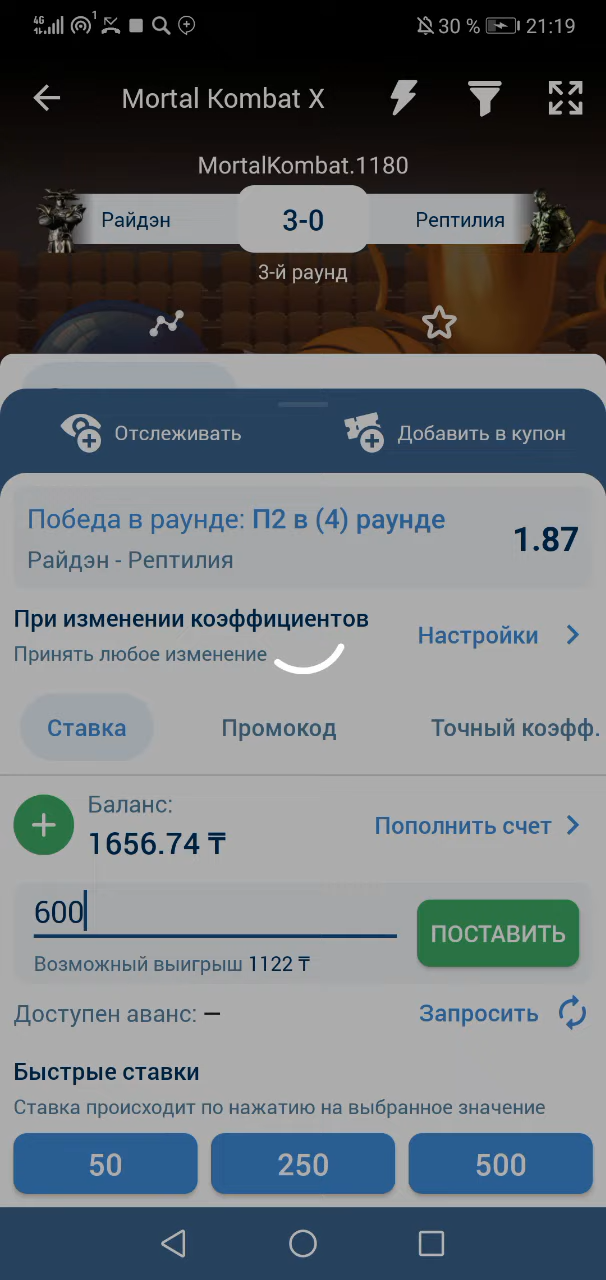 4G 1 30 % 21:19
Mortal Kombat X
MortalKombat.1180
Райдэн 3-0 Рептилия
3-й раунд
Отслеживать Добавить в купон
Победа в раунде: П2 в (4) раунде
1.87
Райдэн - Рептилия
При изменении коэффициентов
Настройки
Принять любое изменение
Ставка Промокод Точный коэфф.
Баланс:
1656.74 ₸
Пополнить счет
600
ПОСТАВИТЬ
Возможный выигрыш 1122 ₸
Доступен аванс: — Запросить
Быстрые ставки
Ставка происходит по нажатию на выбранное значение
50 250 500